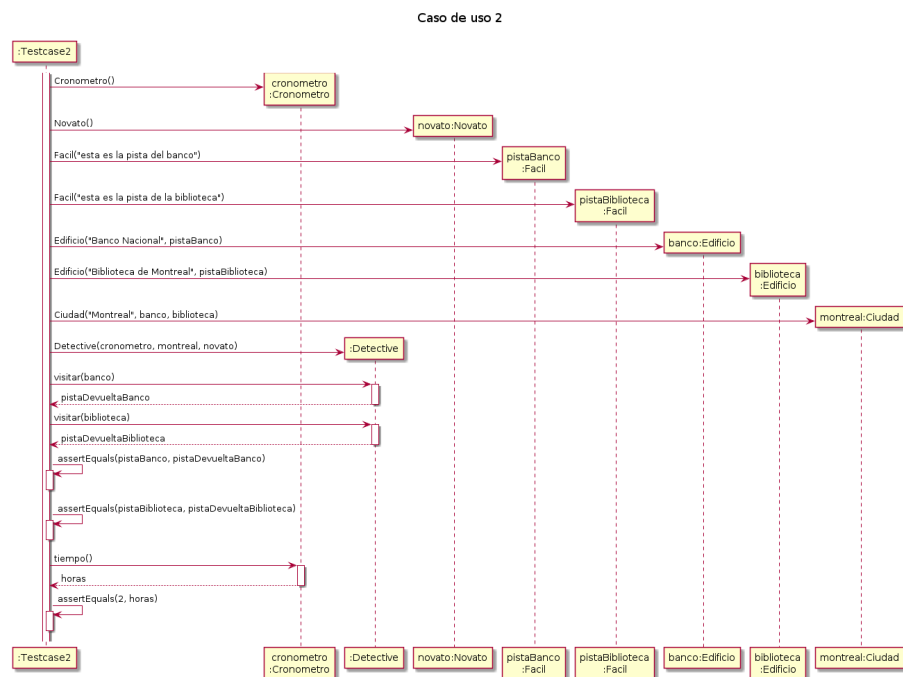 Caso de uso 2
:Testcase2
Cronometro()
cronometro
:Cronometro
Novato()
novato:Novato
Facil("esta es la pista del banco")
pistaBanco
:Facil
Facil("esta es la pista de la biblioteca")
pistaBiblioteca
:Facil
Edificio("Banco Nacional", pistaBanco)
banco:Edificio
Edificio("Biblioteca de Montreal", pistaBiblioteca)
biblioteca
:Edificio
Ciudad("Montreal", banco, biblioteca)
montreal:Ciudad
Detective(cronometro, montreal, novato)
:Detective
visitar(banco)
pistaDevueltaBanco
visitar(biblioteca)
pistaDevueltaBiblioteca
assertEquals(pistaBanco, pistaDevueltaBanco)
assertEquals(pistaBiblioteca, pistaDevueltaBiblioteca)
tiempo()
horas
assertEquals(2, horas)
:Testcase2
cronometro
:Cronometro
:Detective
novato:Novato
pistaBanco
:Facil
pistaBiblioteca
:Facil
banco:Edificio
biblioteca
:Edificio
montreal:Ciudad